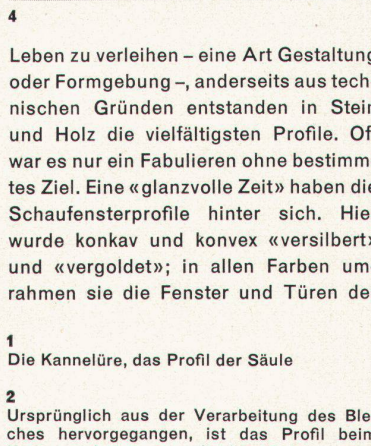 4
Leben zu verleihen – eine Art Gestaltung
oder Formgebung –, anderseits aus tech
nischen Gründen entstanden in Stein
und Holz die vielfältigsten Profile. Of
war es nur ein Fabulieren ohne bestimm
tes Ziel. Eine «glanzvolle Zeit» haben die
Schaufensterprofile hinter sich. Hie
wurde konkav und konvex «versilbert»
und «vergoldet»; in allen Farben um
rahmen sie die Fenster und Türen de
1
Die Kannelüre, das Profil der Säule
2
Ursprünglich aus der Verarbeitung des Ble
ches hervorgegangen, ist das Profil beim